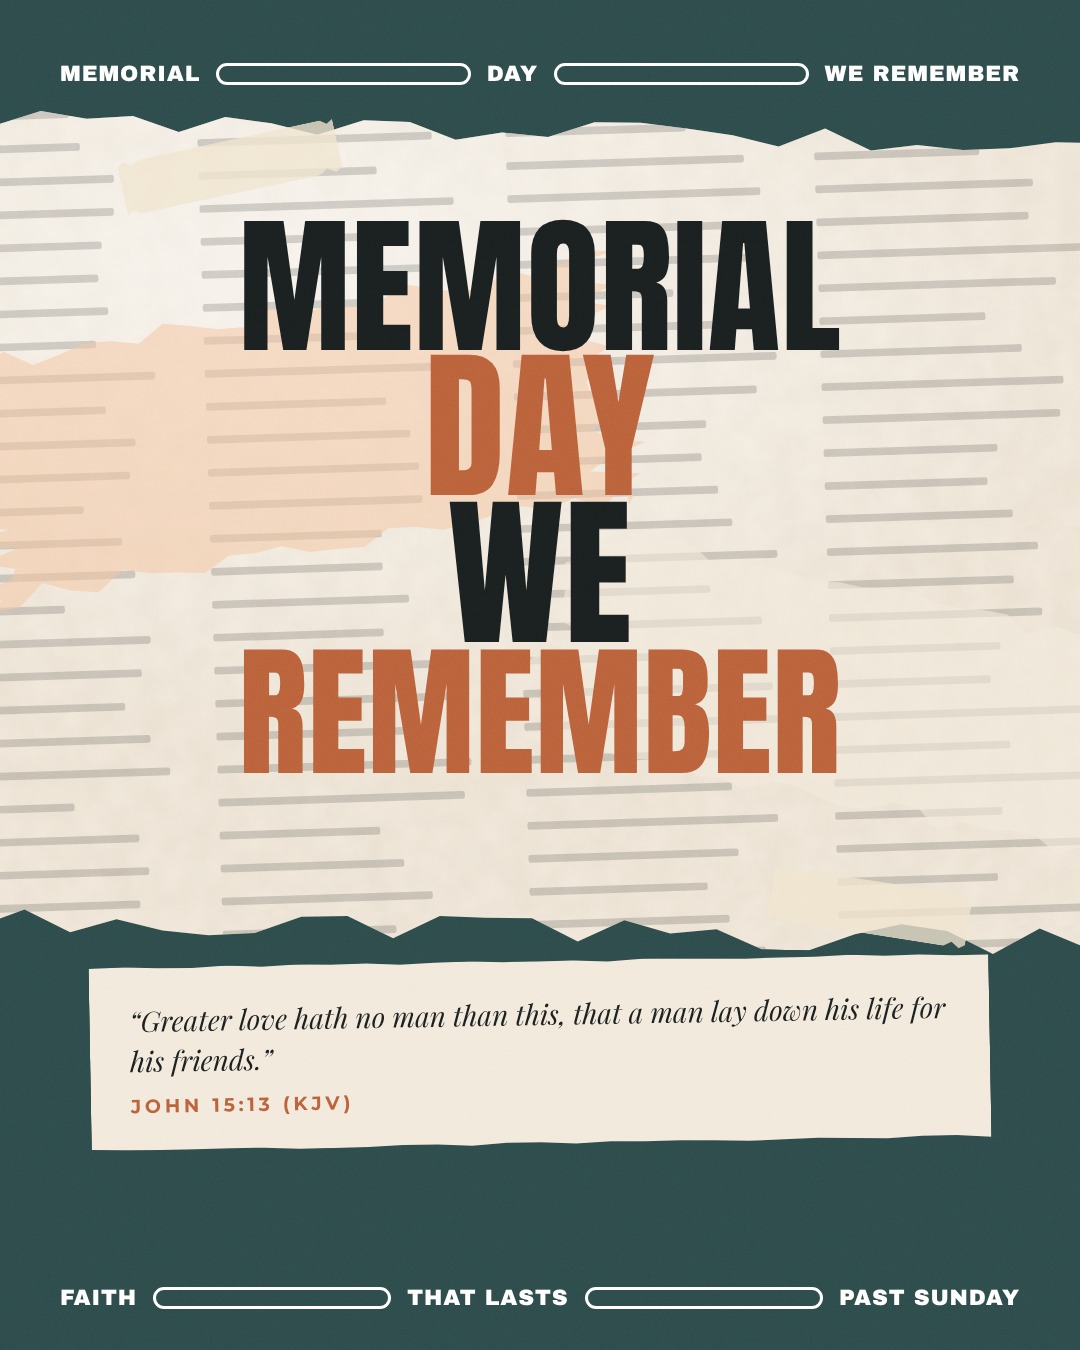 MEMORIAL DAY WE REMEMBER
MEMORIAL
DAY
WE
REMEMBER
“Greater love hath no man than this, that a man lay down his life for
his friends.”
JOHN 15:13 (KJV)
FAITH THAT LASTS PAST SUNDAY